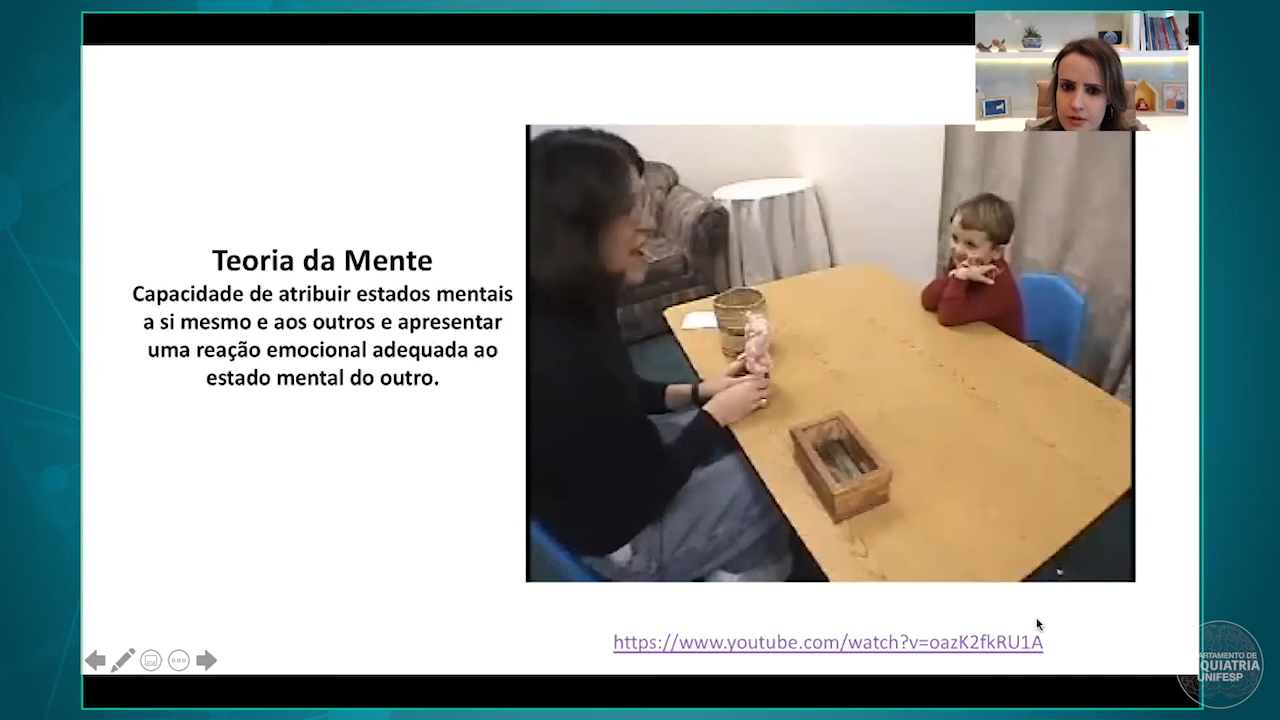 Teoria da Mente
Capacidade de atribuir estados mentais
a si mesmo e aos outros e apresentar
uma reação emocional adequada ao
estado mental do outro.
https://www.youtube.com/watch?v=oazK2fkRU1A
UNIFESP